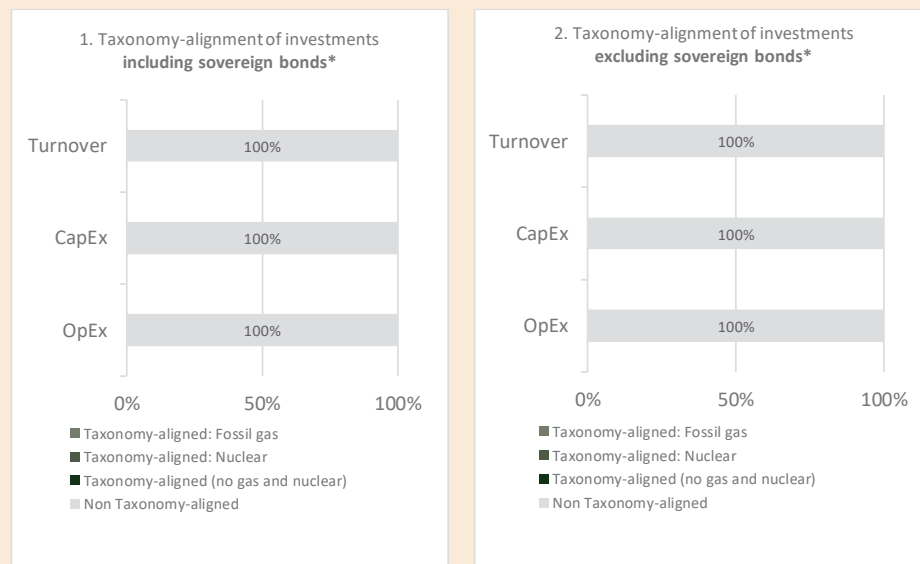 1. Taxonomy-alignment of investments
including sovereign bonds*
Turnover
100%
CapEx
100%
OpEx
100%
0% 50% 100%
Taxonomy-aligned: Fossil gas
Taxonomy-aligned: Nuclear
Taxonomy-aligned (no gas and nuclear)
Non Taxonomy-aligned
2. Taxonomy-alignment of investments
excluding sovereign bonds*
Turnover
100%
CapEx
100%
OpEx
100%
0% 50% 100%
Taxonomy-aligned: Fossil gas
Taxonomy-aligned: Nuclear
Taxonomy-aligned (no gas and nuclear)
Non Taxonomy-aligned